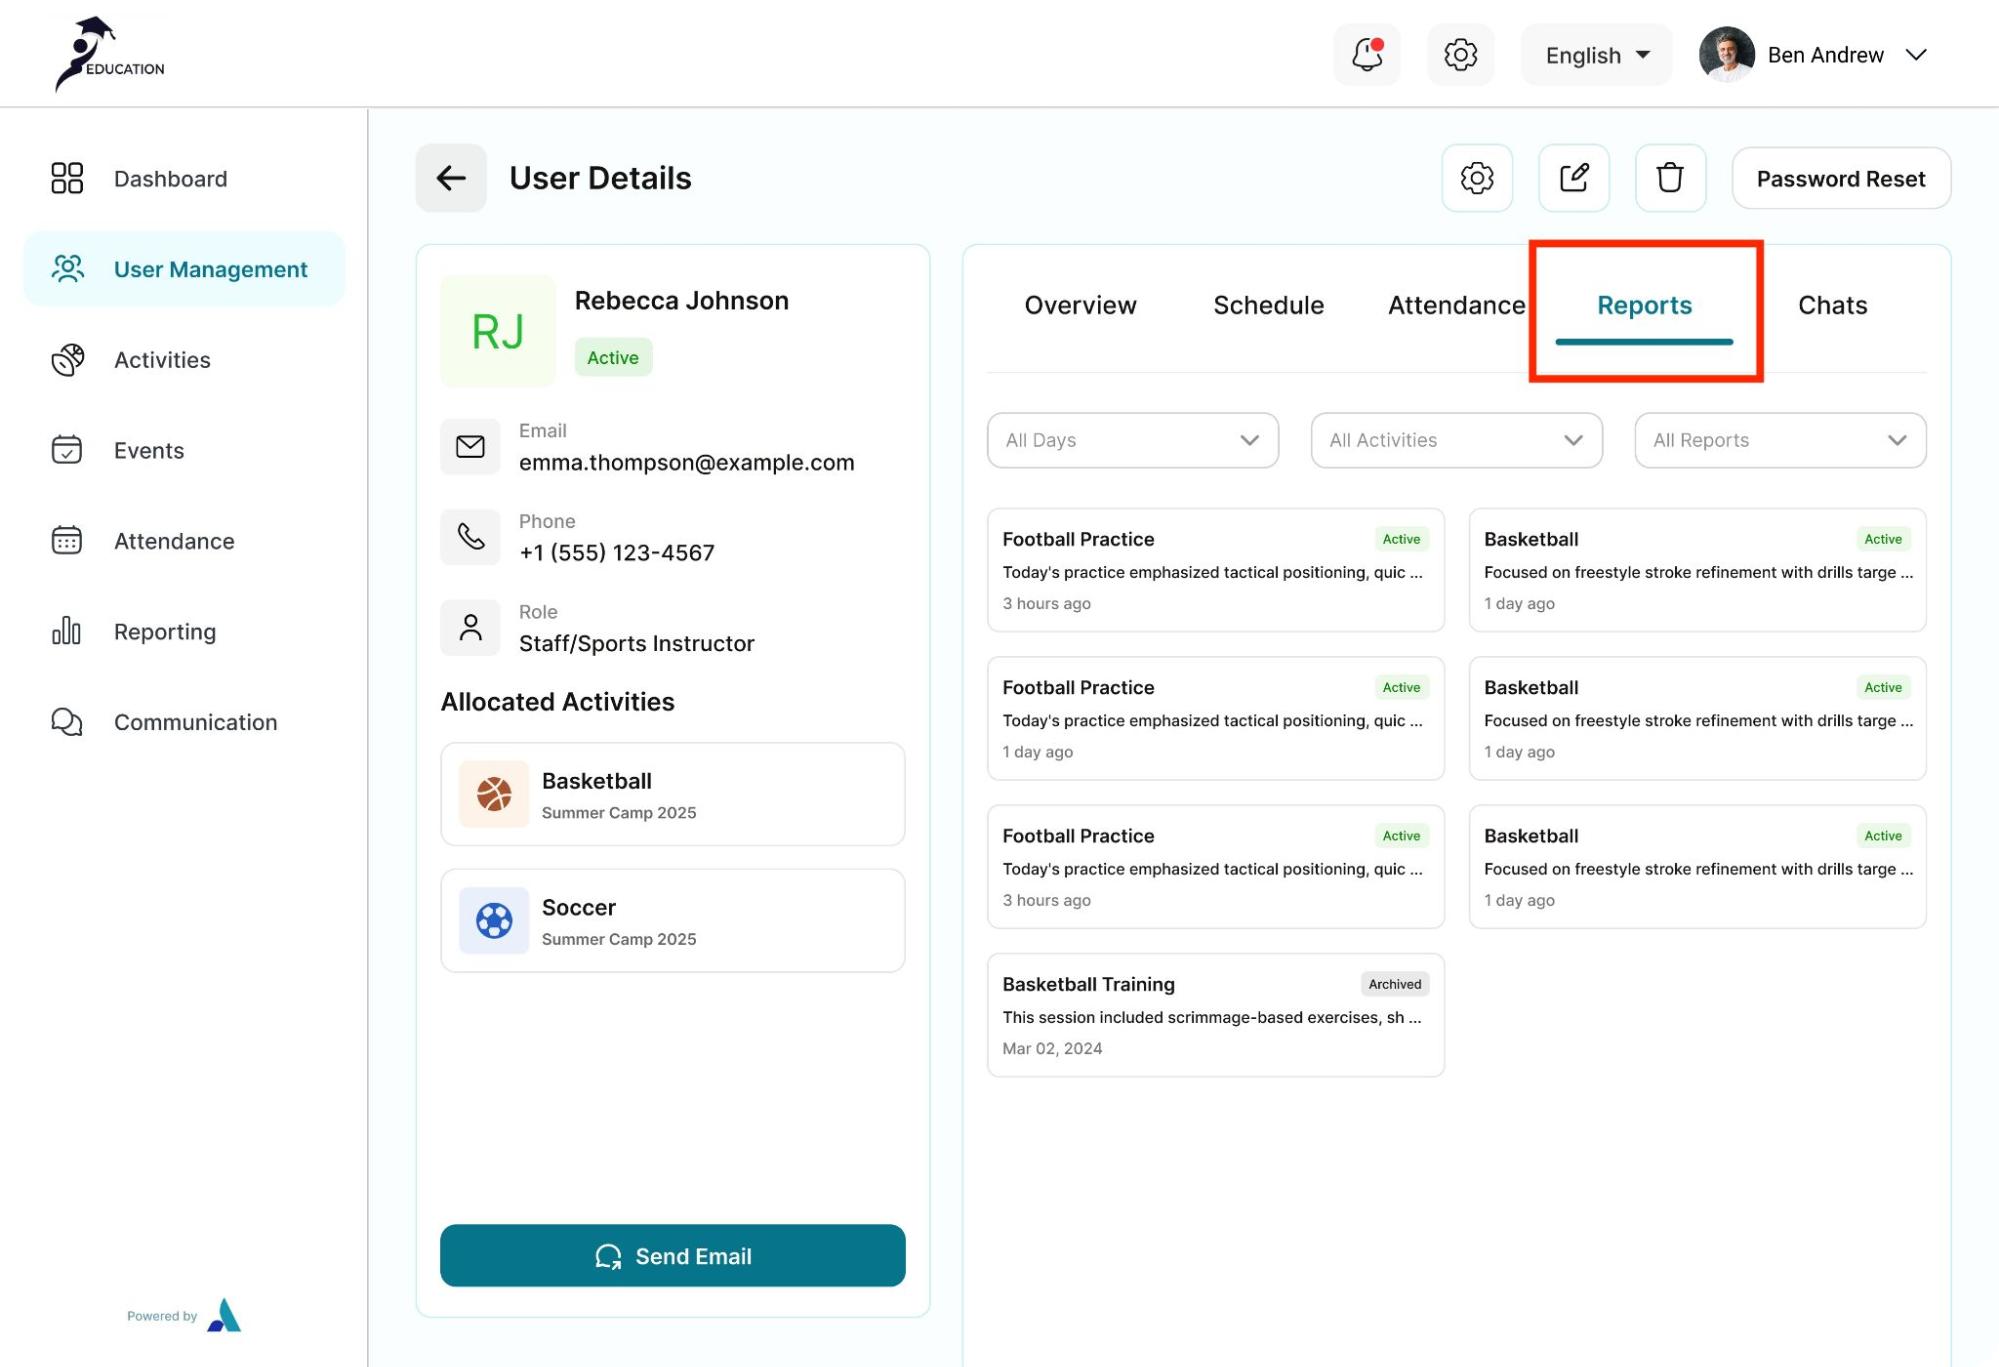 EDUCATION
English
Ben Andrew
Dashboard
User Management
Activities
Events
Attendance
Reporting
Communication
Powered by
User Details
Password Reset
RJ
Rebecca Johnson
Active
Email
emma.thompson@example.com
Phone
+1 (555) 123-4567
Role
Staff/Sports Instructor
Allocated Activities
Basketball
Summer Camp 2025
Soccer
Summer Camp 2025
Send Email
Overview
Schedule
Attendance
Reports
Chats
All Days
All Activities
All Reports
Football Practice
Active
Today's practice emphasized tactical positioning, quic ...
3 hours ago
Basketball
Active
Focused on freestyle stroke refinement with drills targe ...
1 day ago
Football Practice
Active
Today's practice emphasized tactical positioning, quic ...
1 day ago
Basketball
Active
Focused on freestyle stroke refinement with drills targe ...
1 day ago
Football Practice
Active
Today's practice emphasized tactical positioning, quic ...
3 hours ago
Basketball
Active
Focused on freestyle stroke refinement with drills targe ...
1 day ago
Basketball Training
Archived
This session included scrimmage-based exercises, sh ...
Mar 02, 2024